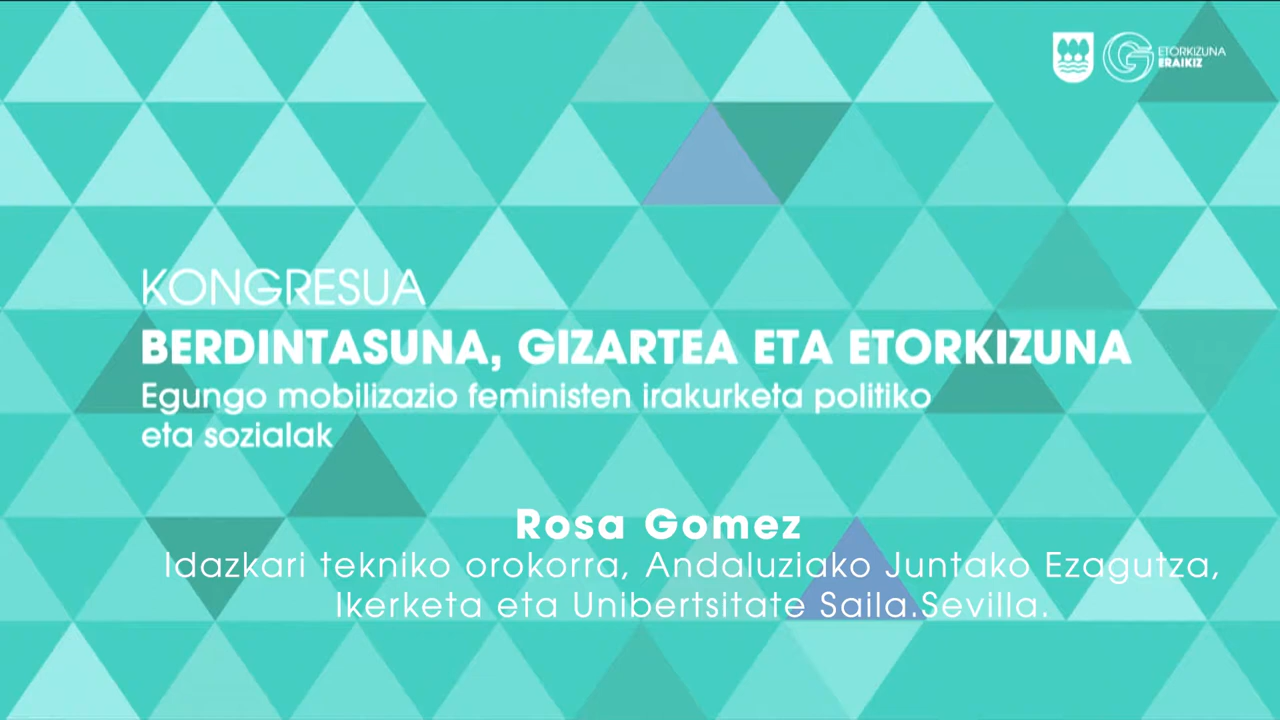 ETORKIZUNA
ERAIKIZ
KONGRESUA
BERDINTASUNA, GIZARTEA ETA ETORKIZUNA
Egungo mobilizazio feministen irakurketa politiko
eta sozialak
Rosa Gomez
Idazkari tekniko orokorra, Andaluziako Juntako Ezagutza,
Ikerketa eta Unibertsitate Saila.Sevilla.